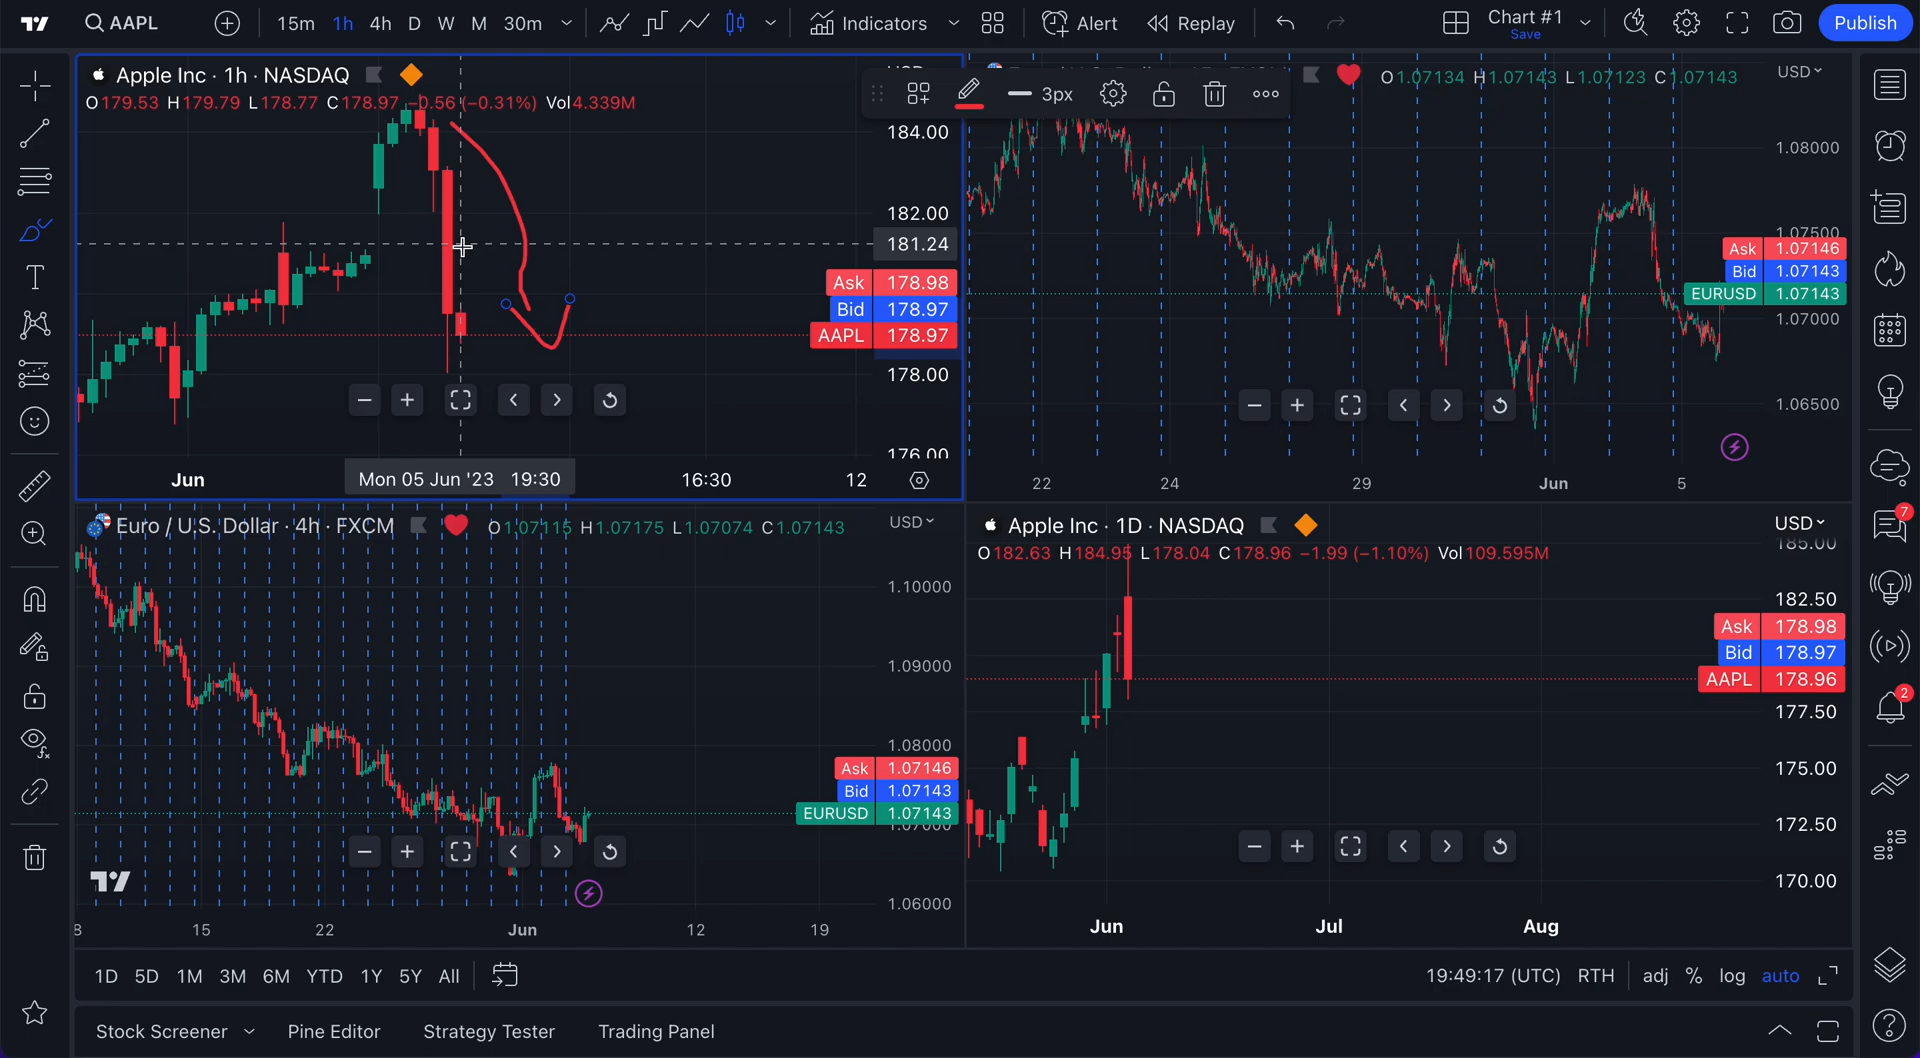 AAPL
15m 1h 4h D W M 30m
Indicators
Alert
Replay
Chart #1
Save
Publish
Apple Inc · 1h · NASDAQ
O179.53 H179.79 L178.77 C178.97 −0.56 (−0.31%) Vol4.339M
184.00
182.00
181.24
Ask 178.98
Bid 178.97
AAPL 178.97
178.00
176.00
Jun
Mon 05 Jun '23 19:30
16:30
12
3px
O1.07134 H1.07143 L1.07123 C1.07143
USD
1.08000
1.07500
Ask 1.07146
Bid 1.07143
EURUSD 1.07143
1.07000
1.06500
22 24 29 Jun 5
Euro / U.S. Dollar · 4h · FXCM
O1.07115 H1.07175 L1.07074 C1.07143
USD
1.10000
1.09000
1.08000
Ask 1.07146
Bid 1.07143
EURUSD 1.07143
1.07000
1.06000
8 15 22 Jun 12 19
Apple Inc · 1D · NASDAQ
USD
O182.63 H184.95 L178.04 C178.96 −1.99 (−1.10%) Vol109.595M
185.00
182.50
Ask 178.98
Bid 178.97
AAPL 178.96
177.50
175.00
172.50
170.00
Jun Jul Aug
7
2
1D 5D 1M 3M 6M YTD 1Y 5Y All
19:49:17 (UTC) RTH adj % log auto
Stock Screener Pine Editor Strategy Tester Trading Panel